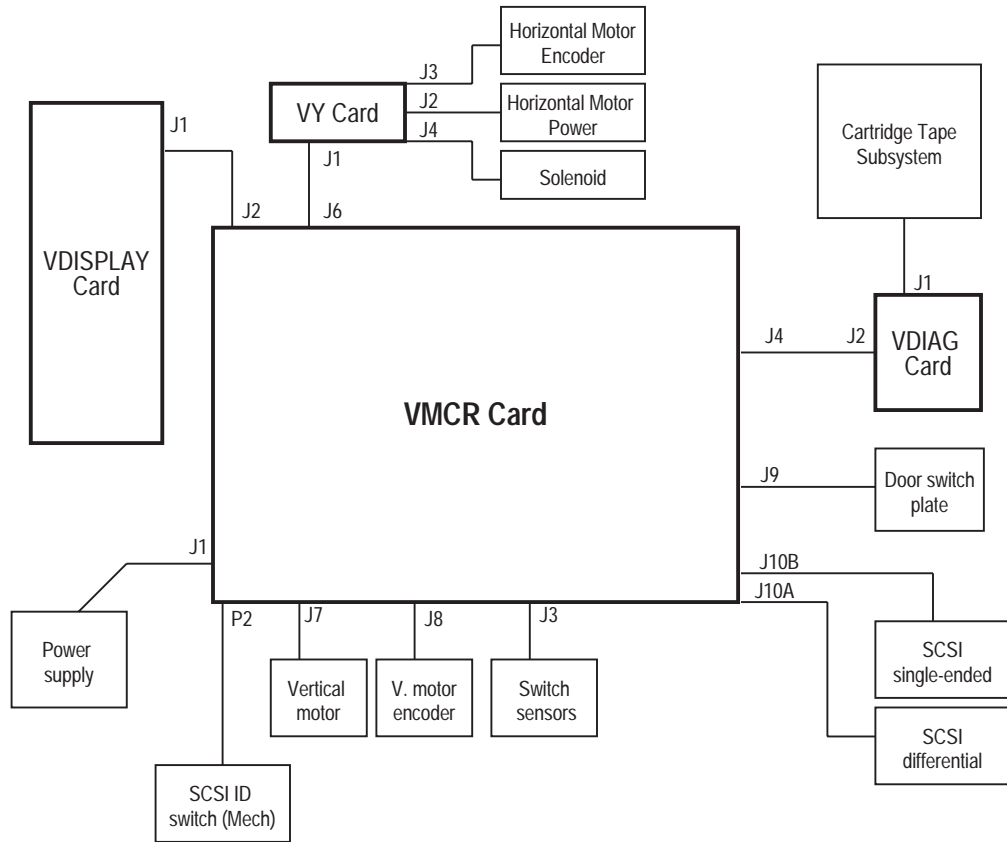 Horizontal Motor
Encoder
J3
VY Card
J2
Horizontal Motor
Power
J4
Solenoid
J1
J1
J2
J6
VDISPLAY
Card
Cartridge Tape
Subsystem
J1
J4
J2
VDIAG
Card
VMCR Card
J9
Door switch
plate
J1
J10B
J10A
P2
J7
J8
J3
Power
supply
Vertical
motor
V. motor
encoder
Switch
sensors
SCSI
single-ended
SCSI
differential
SCSI ID
switch (Mech)